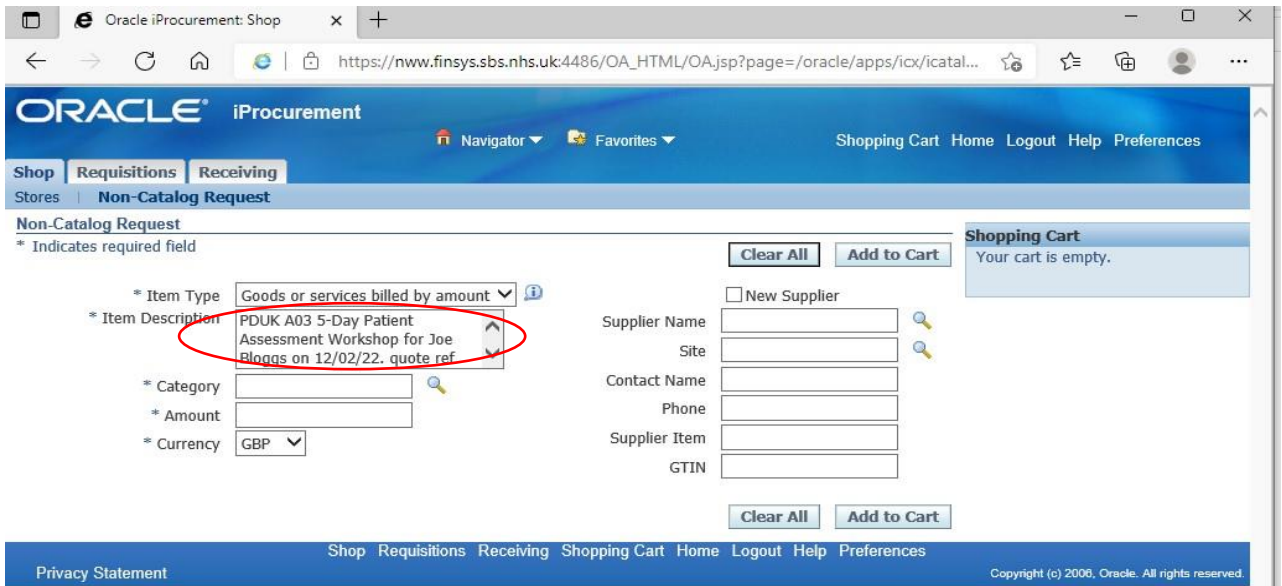 Oracle iProcurement: Shop
https://nww.finsys.sbs.nhs.uk:4486/OA_HTML/OA.jsp?page=/oracle/apps/icx/icatal...
ORACLE® iProcurement
Navigator Favorites Shopping Cart Home Logout Help Preferences
Shop Requisitions Receiving
Stores | Non-Catalog Request
Non-Catalog Request
* Indicates required field
Clear All Add to Cart
Shopping Cart
Your cart is empty.
* Item Type Goods or services billed by amount
* Item Description PDUK A03 5-Day Patient
Assessment Workshop for Joe
Bloggs on 12/02/22. quote ref
* Category
* Amount
* Currency GBP
New Supplier
Supplier Name
Site
Contact Name
Phone
Supplier Item
GTIN
Clear All Add to Cart
Shop Requisitions Receiving Shopping Cart Home Logout Help Preferences
Privacy Statement
Copyright (c) 2006, Oracle. All rights reserved.